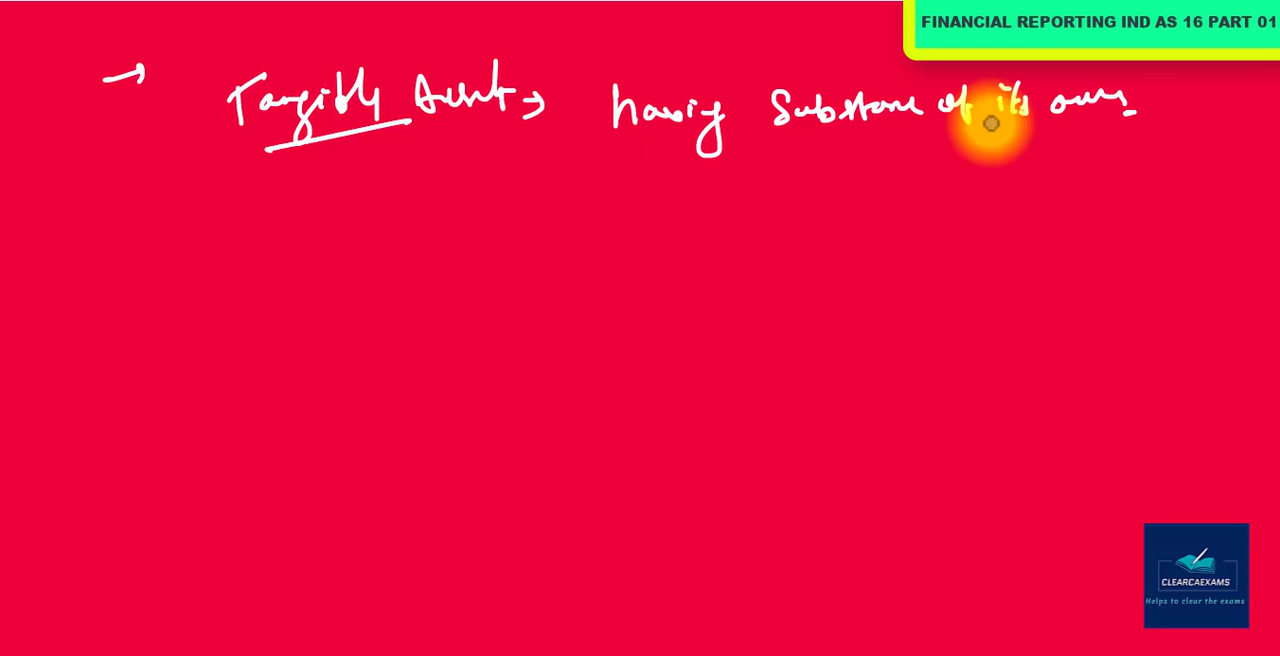 FINANCIAL REPORTING IND AS 16 PART 01
→ Tangible Asset → having Substance of its own
CLEARCAEXAMS
Helps to clear the exams